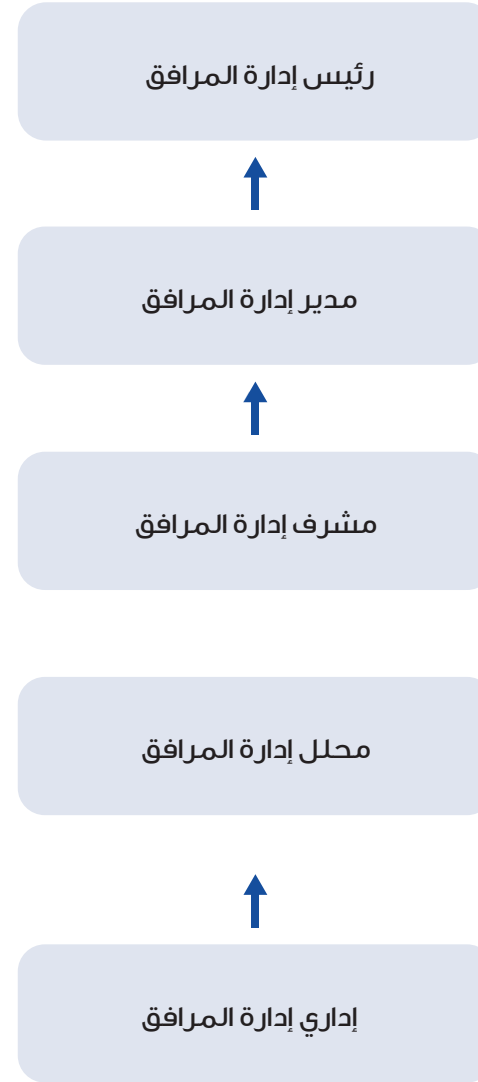 رئيس إدارة المرافق
مدير إدارة المرافق
مشرف إدارة المرافق
محلل إدارة المرافق
إداري إدارة المرافق